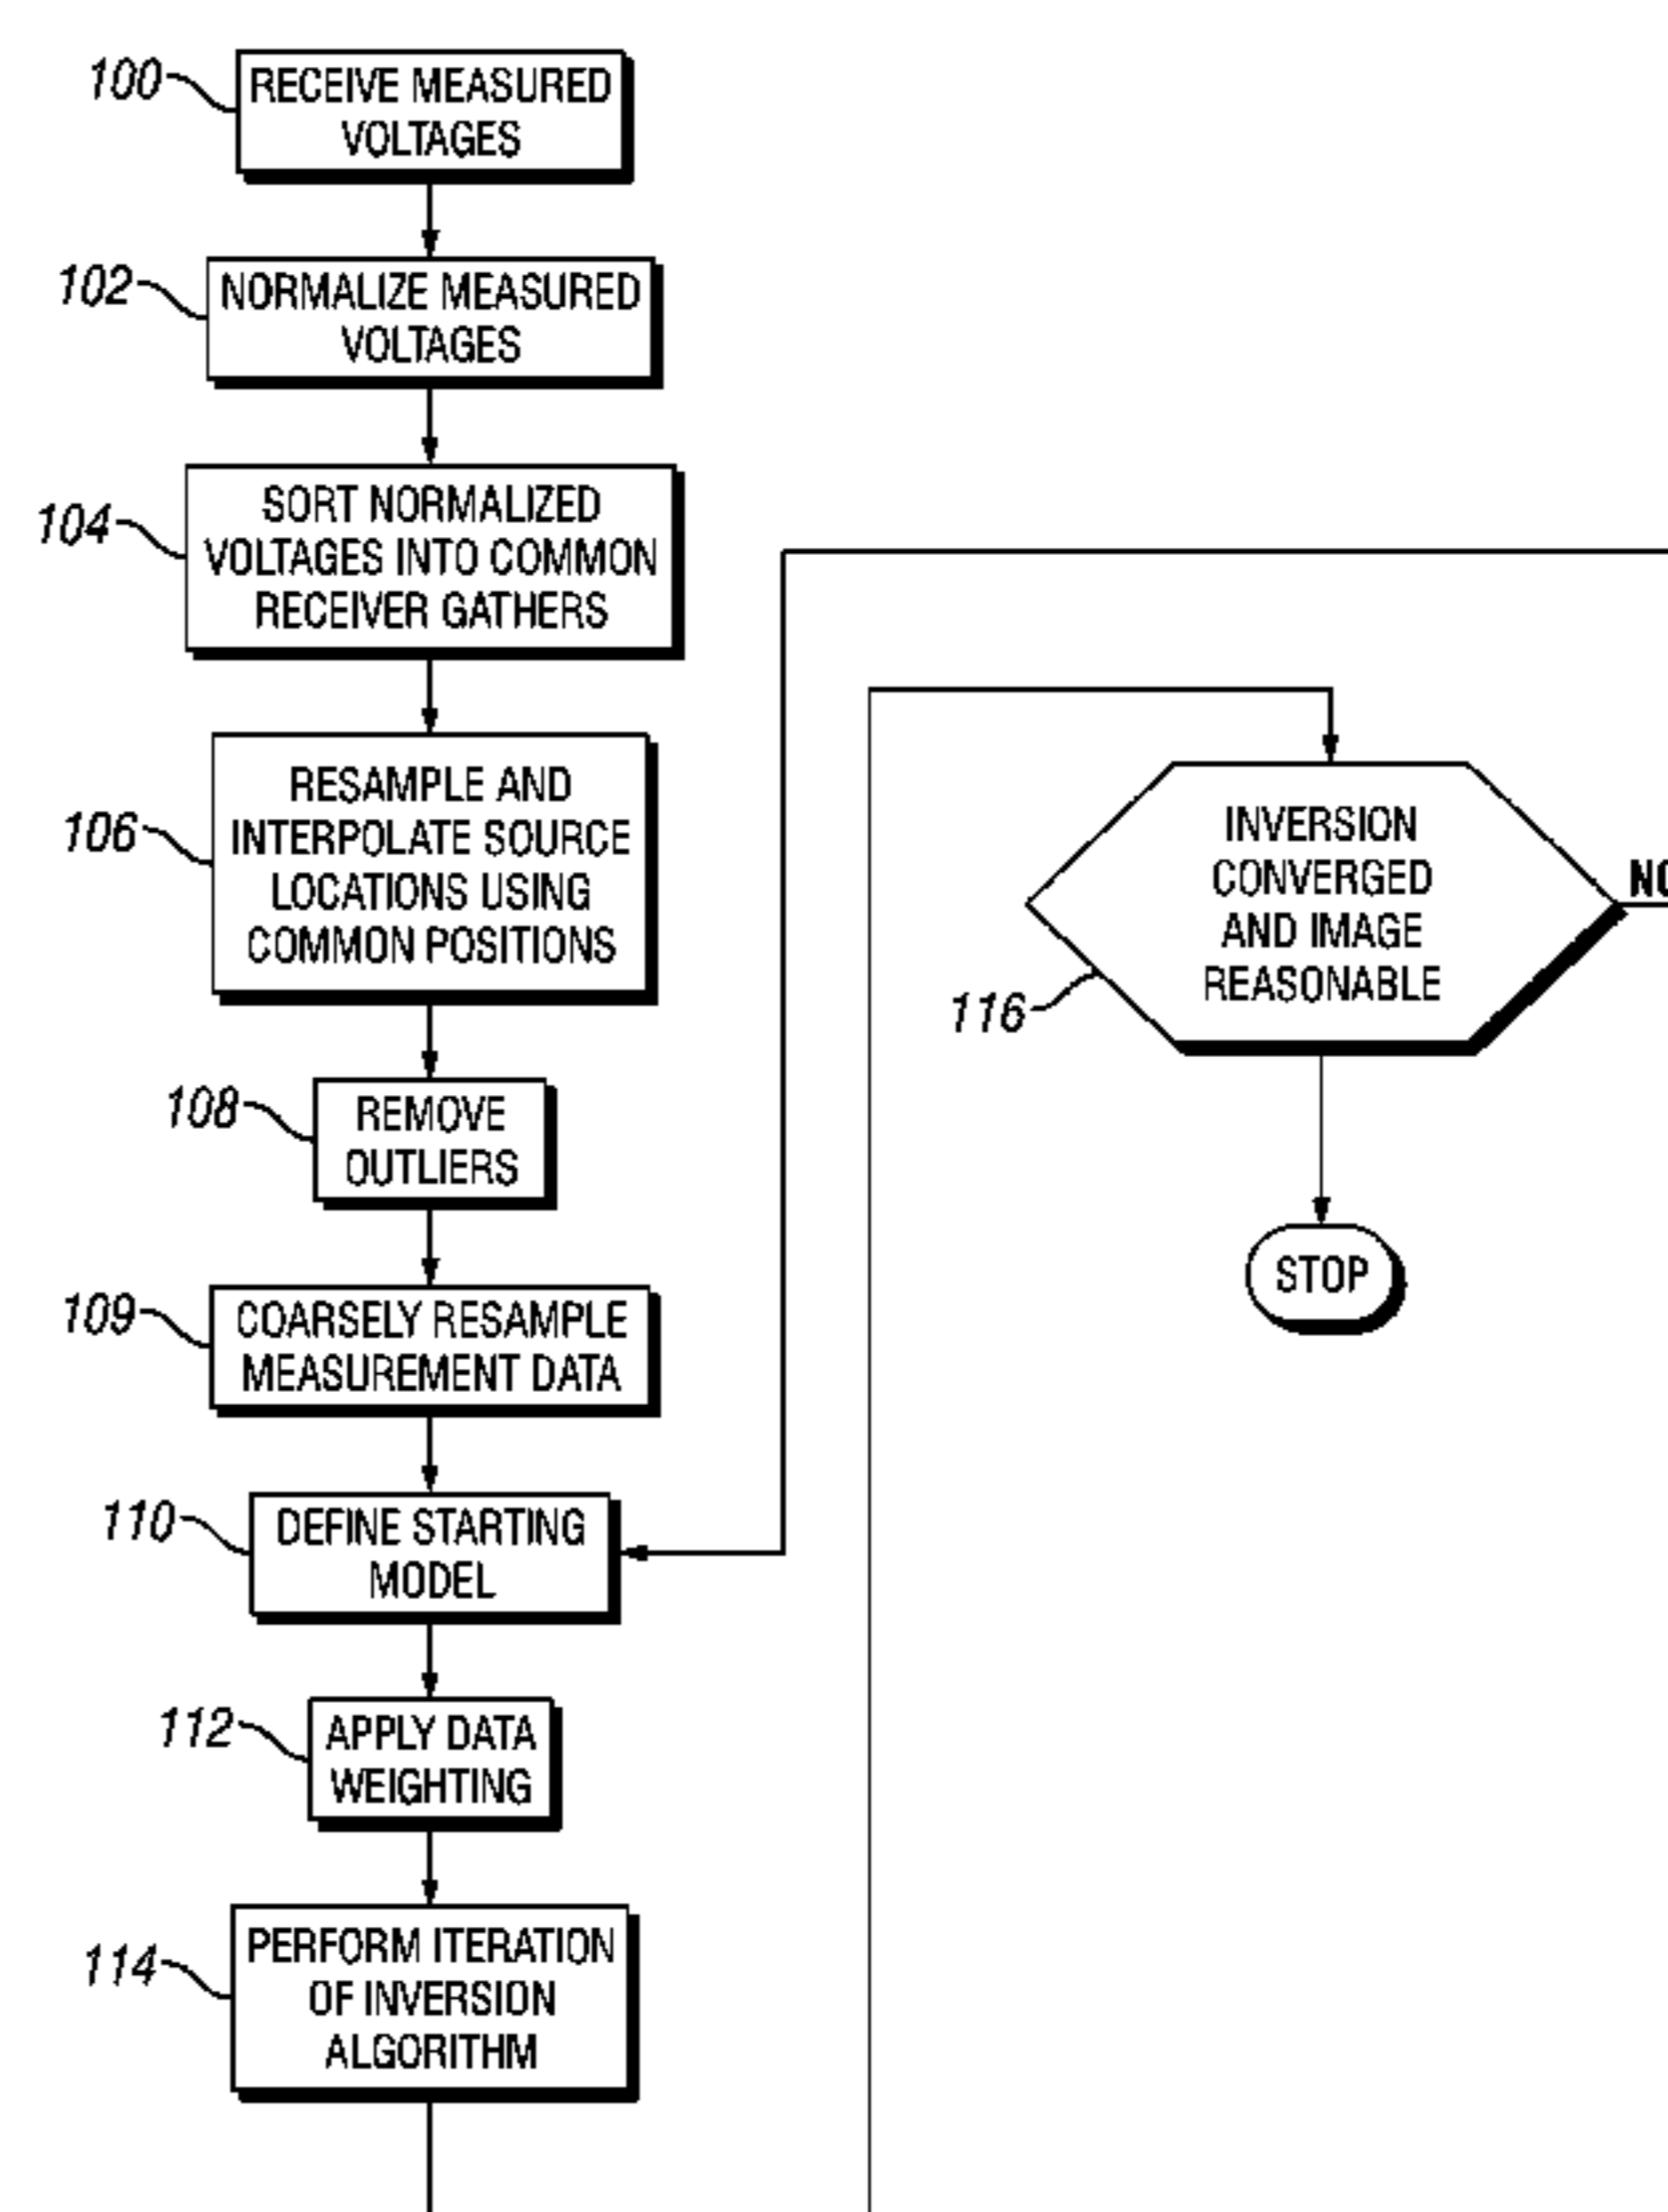 100
RECEIVE MEASURED
VOLTAGES
102
NORMALIZE MEASURED
VOLTAGES
104
SORT NORMALIZED
VOLTAGES INTO COMMON
RECEIVER GATHERS
106
RESAMPLE AND
INTERPOLATE SOURCE
LOCATIONS USING
COMMON POSITIONS
108
REMOVE
OUTLIERS
109
COARSELY RESAMPLE
MEASUREMENT DATA
110
DEFINE STARTING
MODEL
112
APPLY DATA
WEIGHTING
114
PERFORM ITERATION
OF INVERSION
ALGORITHM
INVERSION
CONVERGED
AND IMAGE
REASONABLE
116
NO
STOP